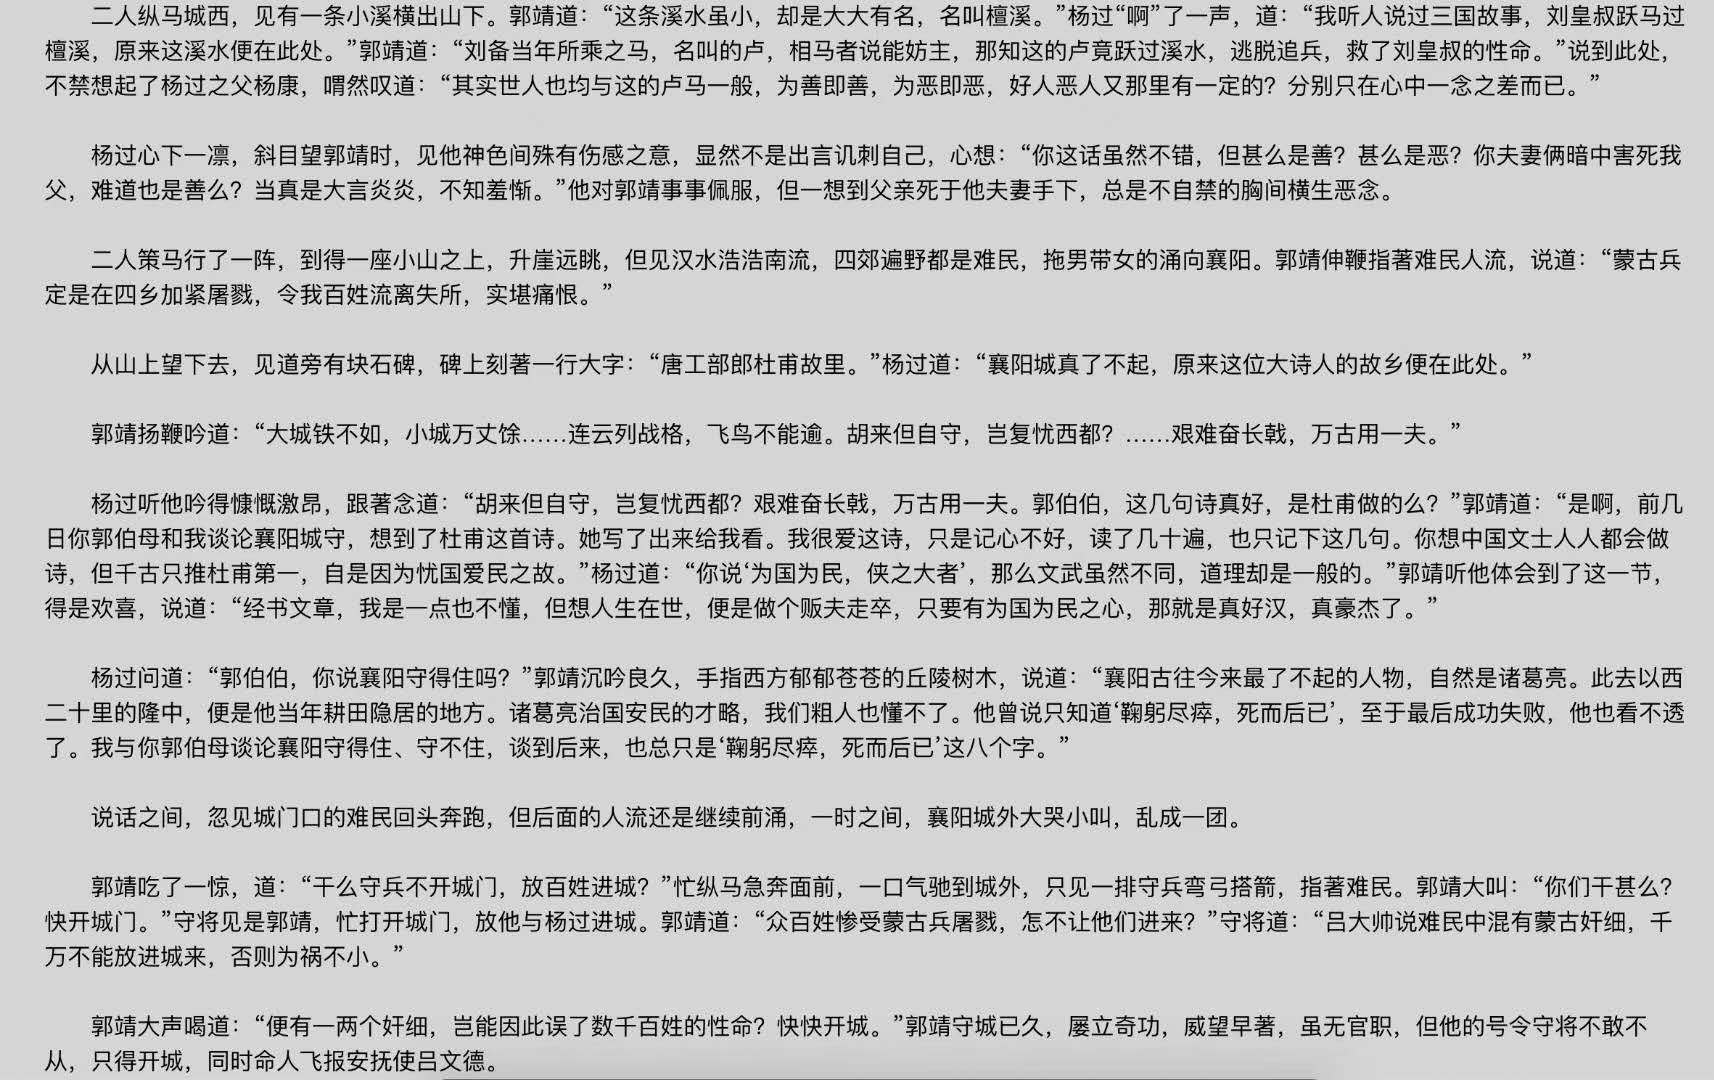 二人纵马城西，见有一条小溪横出山下。郭靖道：“这条溪水虽小，却是大大有名，名叫檀溪。”杨过“啊”了一声，道：“我听人说过三国故事，刘皇叔跃马过
檀溪，原来这溪水便在此处。”郭靖道：“刘备当年所乘之马，名叫的卢，相马者说能妨主，那知这的卢竟跃过溪水，逃脱追兵，救了刘皇叔的性命。”说到此处，
不禁想起了杨过之父杨康，喟然叹道：“其实世人也均与这的卢马一般，为善即善，为恶即恶，好人恶人又那里有一定的？分别只在心中一念之差而已。”
杨过心下一凛，斜目望郭靖时，见他神色间殊有伤感之意，显然不是出言讥刺自己，心想：“你这话虽然不错，但甚么是善？甚么是恶？你夫妻俩暗中害死我
父，难道也是善么？当真是大言炎炎，不知羞惭。”他对郭靖事事佩服，但一想到父亲死于他夫妻手下，总是不自禁的胸间横生恶念。
二人策马行了一阵，到得一座小山之上，升崖远眺，但见汉水浩浩南流，四郊遍野都是难民，拖男带女的涌向襄阳。郭靖伸鞭指著难民人流，说道：“蒙古兵
定是在四乡加紧屠戮，令我百姓流离失所，实堪痛恨。”
从山上望下去，见道旁有块石碑，碑上刻著一行大字：“唐工部郎杜甫故里。”杨过道：“襄阳城真了不起，原来这位大诗人的故乡便在此处。”
郭靖扬鞭吟道：“大城铁不如，小城万丈馀……连云列战格，飞鸟不能逾。胡来但自守，岂复忧西都？……艰难奋长戟，万古用一夫。”
杨过听他吟得慷慨激昂，跟著念道：“胡来但自守，岂复忧西都？艰难奋长戟，万古用一夫。郭伯伯，这几句诗真好，是杜甫做的么？”郭靖道：“是啊，前几
日你郭伯母和我谈论襄阳城守，想到了杜甫这首诗。她写了出来给我看。我很爱这诗，只是记心不好，读了几十遍，也只记下这几句。你想中国文士人人都会做
诗，但千古只推杜甫第一，自是因为忧国爱民之故。”杨过道：“你说‘为国为民，侠之大者’，那么文武虽然不同，道理却是一般的。”郭靖听他体会到了这一节，
得是欢喜，说道：“经书文章，我是一点也不懂，但想人生在世，便是做个贩夫走卒，只要有为国为民之心，那就是真好汉，真豪杰了。”
杨过问道：“郭伯伯，你说襄阳守得住吗？”郭靖沉吟良久，手指西方郁郁苍苍的丘陵树木，说道：“襄阳古往今来最了不起的人物，自然是诸葛亮。此去以西
二十里的隆中，便是他当年耕田隐居的地方。诸葛亮治国安民的才略，我们粗人也懂不了。他曾说只知道‘鞠躬尽瘁，死而后已’，至于最后成功失败，他也看不透
了。我与你郭伯母谈论襄阳守得住、守不住，谈到后来，也总只是‘鞠躬尽瘁，死而后已’这八个字。”
说话之间，忽见城门口的难民回头奔跑，但后面的人流还是继续前涌，一时之间，襄阳城外大哭小叫，乱成一团。
郭靖吃了一惊，道：“干么守兵不开城门，放百姓进城？”忙纵马急奔面前，一口气驰到城外，只见一排守兵弯弓搭箭，指著难民。郭靖大叫：“你们干甚么？
快开城门。”守将见是郭靖，忙打开城门，放他与杨过进城。郭靖道：“众百姓惨受蒙古兵屠戮，怎不让他们进来？”守将道：“吕大帅说难民中混有蒙古奸细，千
万不能放进城来，否则为祸不小。”
郭靖大声喝道：“便有一两个奸细，岂能因此误了数千百姓的性命？快快开城。”郭靖守城已久，屡立奇功，威望早著，虽无官职，但他的号令守将不敢不
从，只得开城，同时命人飞报安抚使吕文德。